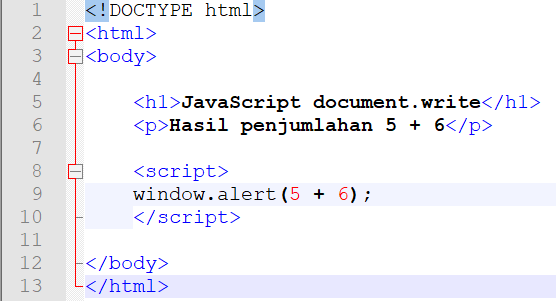 1 <!DOCTYPE html>
2 <html>
3 <body>
4
5 <h1>JavaScript document.write</h1>
6 <p>Hasil penjumlahan 5 + 6</p>
7
8 <script>
9 window.alert(5 + 6);
10 </script>
11
12 </body>
13 </html>